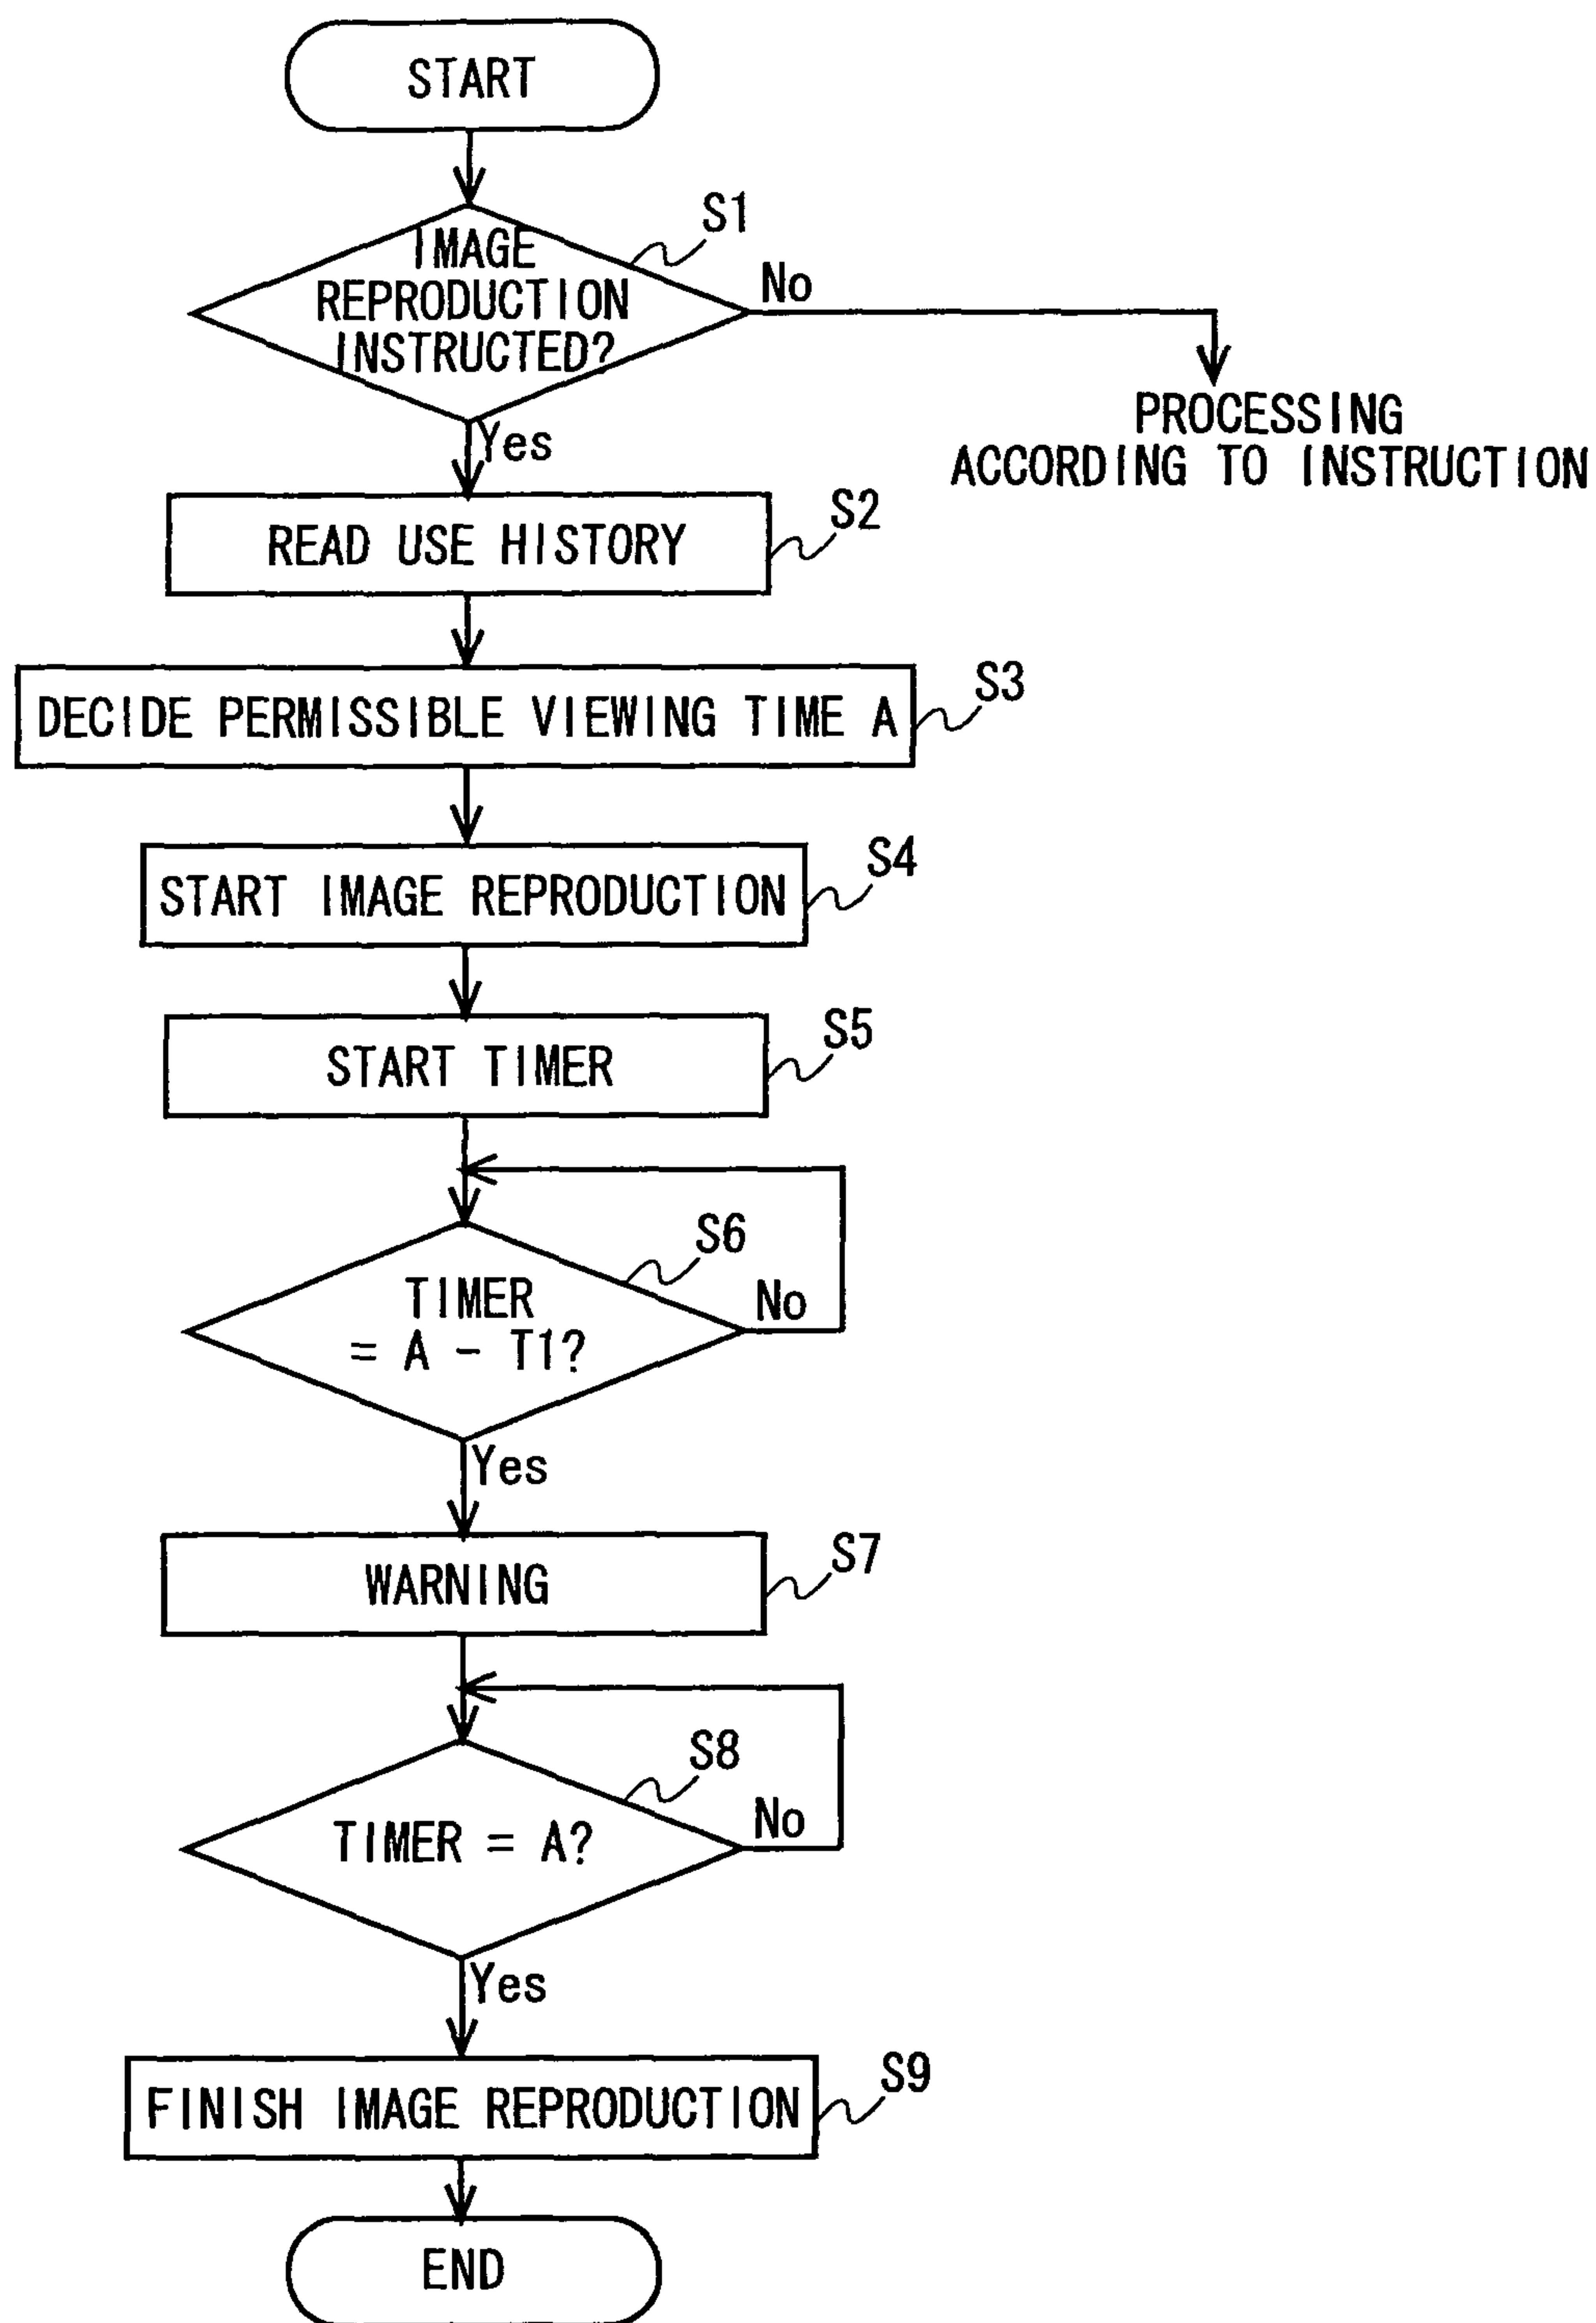 START
S1
IMAGE
REPRODUCTION
INSTRUCTED?
No
PROCESSING
ACCORDING TO INSTRUCTION
Yes
S2
READ USE HISTORY
S3
DECIDE PERMISSIBLE VIEWING TIME A
S4
START IMAGE REPRODUCTION
S5
START TIMER
S6
TIMER
= A - T1?
No
Yes
S7
WARNING
S8
TIMER = A?
No
Yes
S9
FINISH IMAGE REPRODUCTION
END